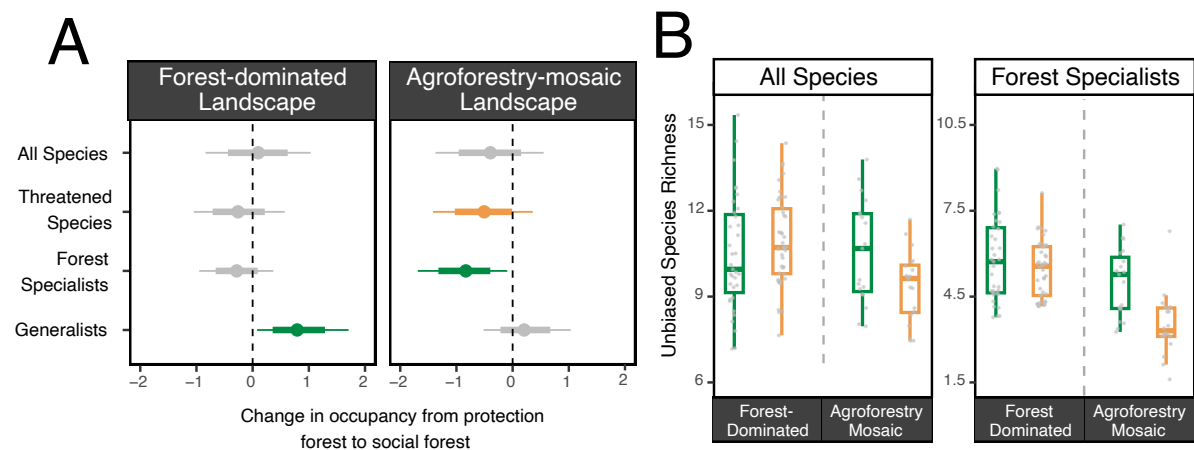 A
Forest-dominated
Landscape
Agroforestry-mosaic
Landscape
All Species
Threatened
Species
Forest
Specialists
Generalists
−2
−1
0
1
2
−2
−1
0
1
2
Change in occupancy from protection
forest to social forest
B
All Species
Forest Specialists
Unbiased Species Richness
15
12
9
6
10.5
7.5
4.5
1.5
Forest-
Dominated
Agroforestry
Mosaic
Forest
Dominated
Agroforestry
Mosaic